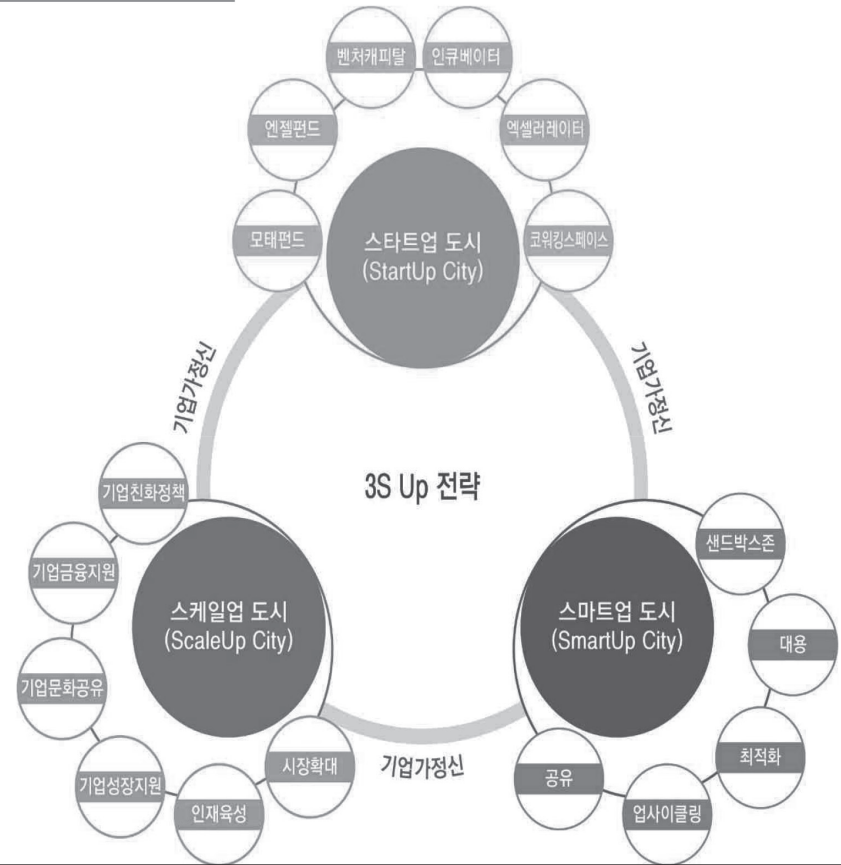 벤처캐피탈
인큐베이터
엔젤펀드
엑셀러레이터
모태펀드
스타트업 도시
(StartUp City)
코워킹스페이스
기업가정신
기업가정신
3S Up 전략
기업친화정책
기업금융지원
기업문화공유
기업성장지원
인재육성
시장확대
스케일업 도시
(ScaleUp City)
기업가정신
스마트업 도시
(SmartUp City)
샌드박스존
대용
최적화
업사이클링
공유